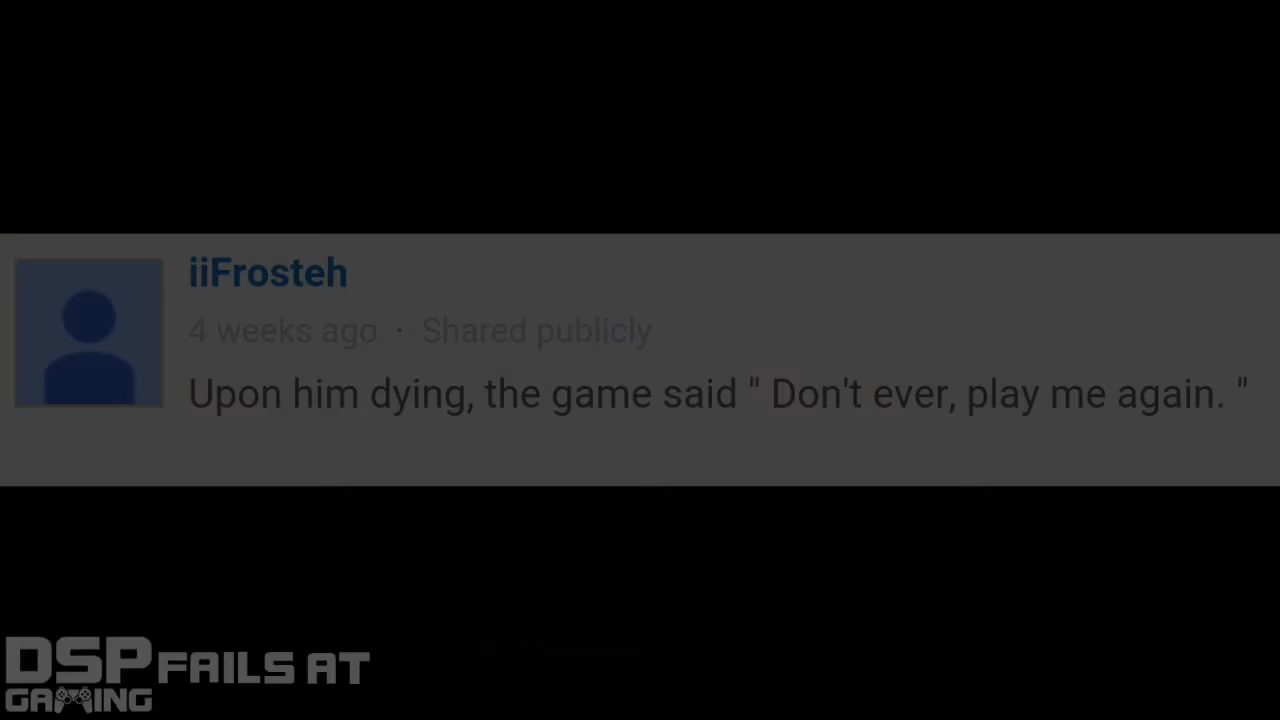 iiFrosteh
4 weeks ago · Shared publicly
Upon him dying, the game said " Don't ever, play me again. "
DSP FAILS AT
GAMING